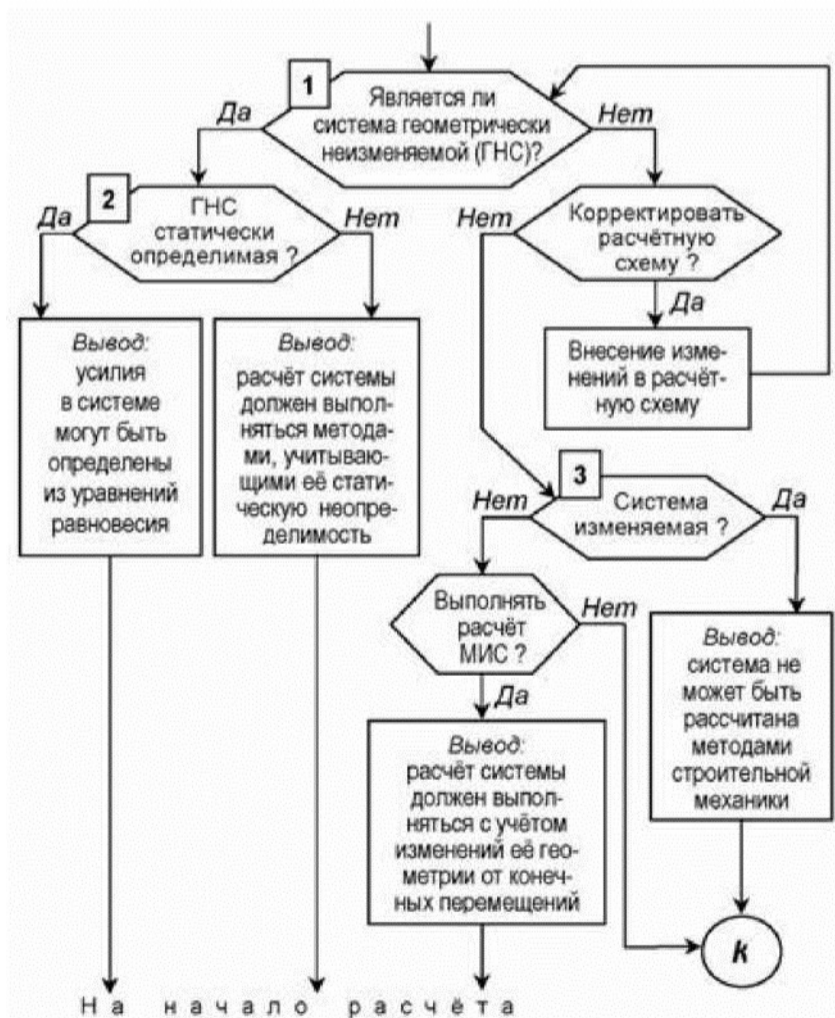 1
Является ли
система геометрически
неизменяемой (ГНС)?
Да
Нет
2
ГНС
статически
определимая ?
Да
Нет
Корректировать
расчётную
схему ?
Нет
Да
Внесение изме-
нений в расчёт-
ную схему
Вывод:
усилия
в системе
могут быть
определены
из уравнений
равновесия
Вывод:
расчёт системы
должен выпол-
няться метода-
ми, учитываю-
щими её стати-
ческую неопре-
делимость
3
Система
изменяемая ?
Нет
Да
Выполнять
расчёт
МИС ?
Нет
Да
Вывод:
расчёт системы
должен выпол-
няться с учётом
изменений её гео-
метрии от конеч-
ных перемещений
Вывод:
система не
может быть
рассчитана
методами
строительной
механики
k
На начало расчёта